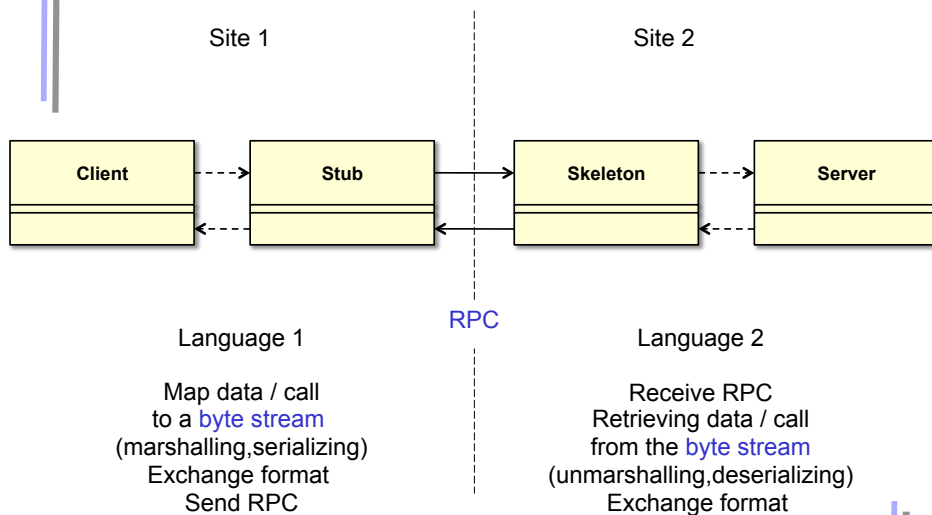 Site 1
Site 2
Client
Stub
Skeleton
Server
RPC
Language 1
Map data / call
to a byte stream
(marshalling,serializing)
Exchange format
Send RPC
Language 2
Receive RPC
Retrieving data / call
from the byte stream
(unmarshalling,deserializing)
Exchange format